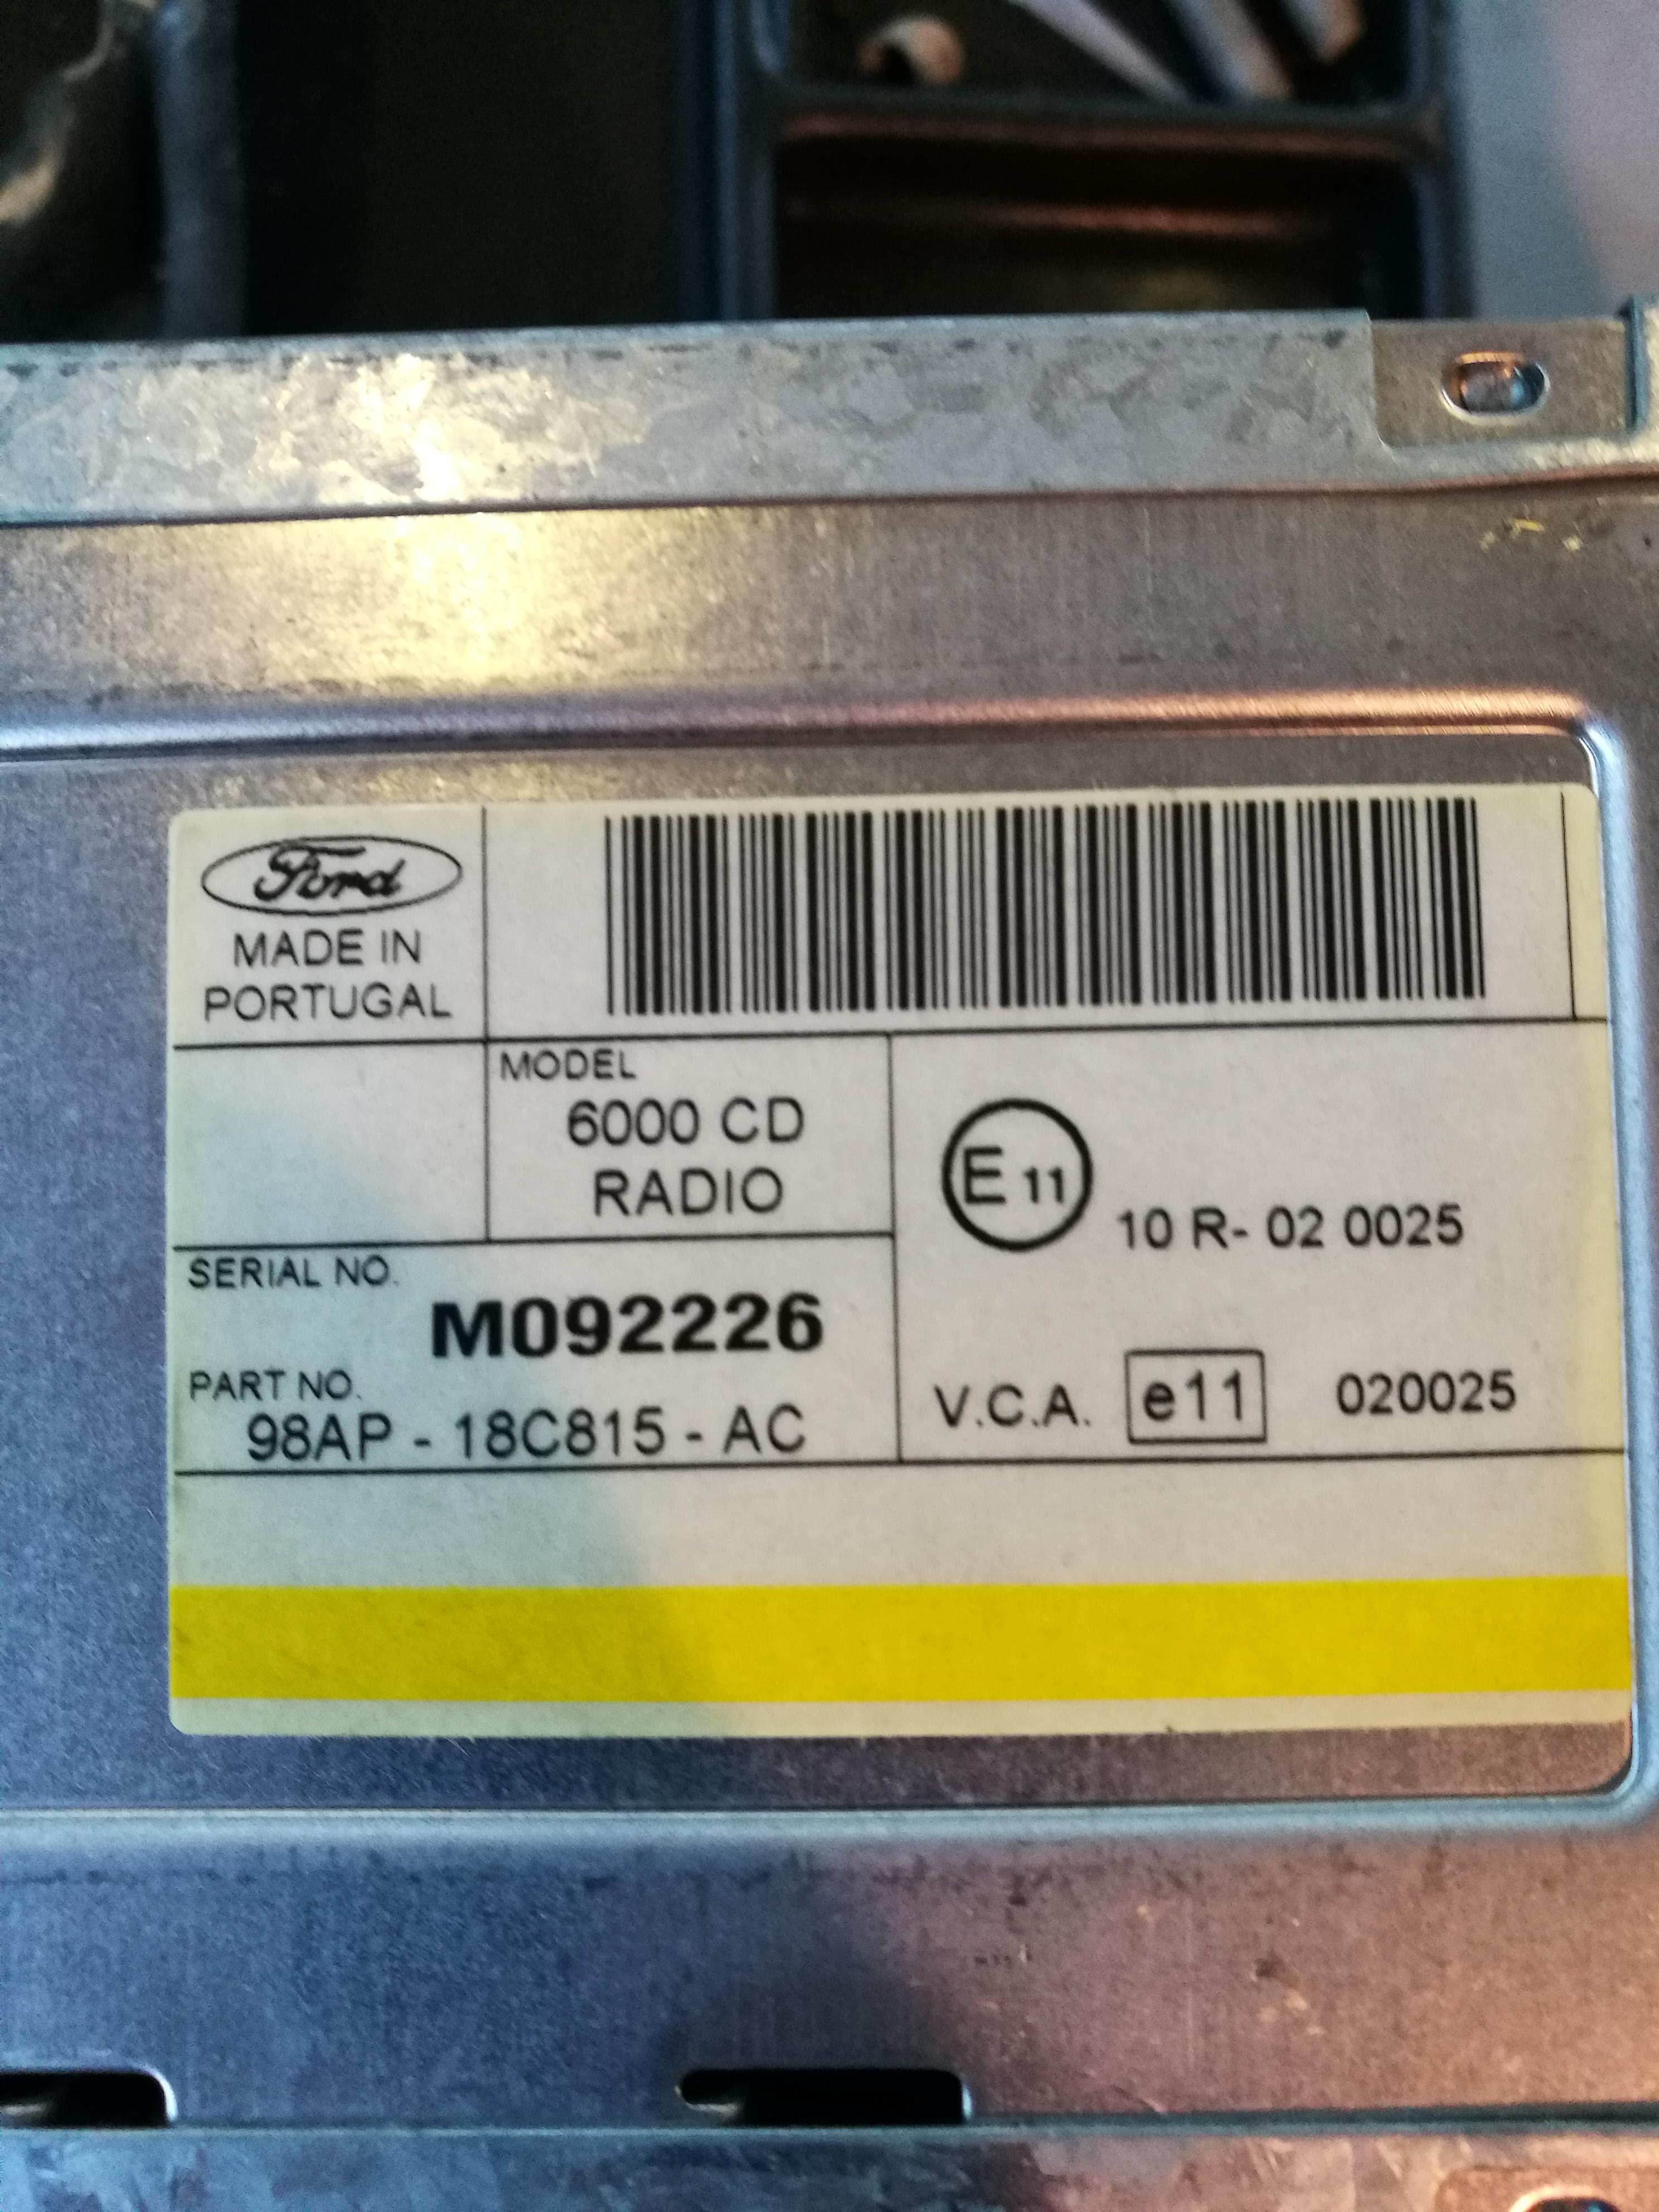 Ford
MADE IN
PORTUGAL
MODEL
6000 CD
RADIO
E 11
10 R- 02 0025
SERIAL NO.
M092226
PART NO.
98AP - 18C815 - AC
V.C.A. e11 020025